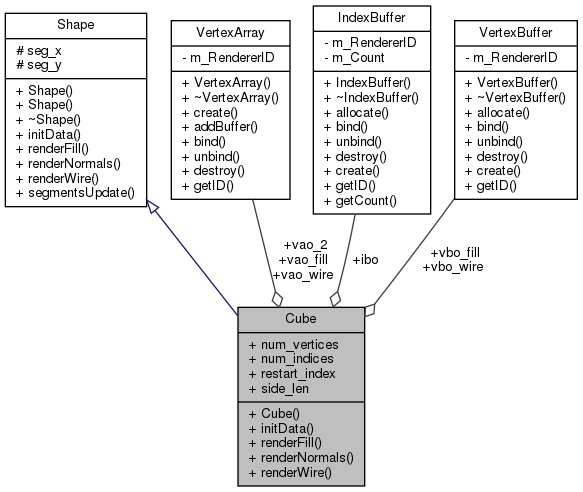 Shape
# seg_x
# seg_y
+ Shape()
+ Shape()
+ ~Shape()
+ initData()
+ renderFill()
+ renderNormals()
+ renderWire()
+ segmentsUpdate()
VertexArray
- m_RendererID
+ VertexArray()
+ ~VertexArray()
+ create()
+ addBuffer()
+ bind()
+ unbind()
+ destroy()
+ getID()
IndexBuffer
- m_RendererID
- m_Count
+ IndexBuffer()
+ ~IndexBuffer()
+ allocate()
+ bind()
+ unbind()
+ destroy()
+ create()
+ getID()
+ getCount()
VertexBuffer
- m_RendererID
+ VertexBuffer()
+ ~VertexBuffer()
+ allocate()
+ bind()
+ unbind()
+ destroy()
+ create()
+ getID()
+vao_2
+vao_fill
+vao_wire
+ibo
+vbo_fill
+vbo_wire
Cube
+ num_vertices
+ num_indices
+ restart_index
+ side_len
+ Cube()
+ initData()
+ renderFill()
+ renderNormals()
+ renderWire()